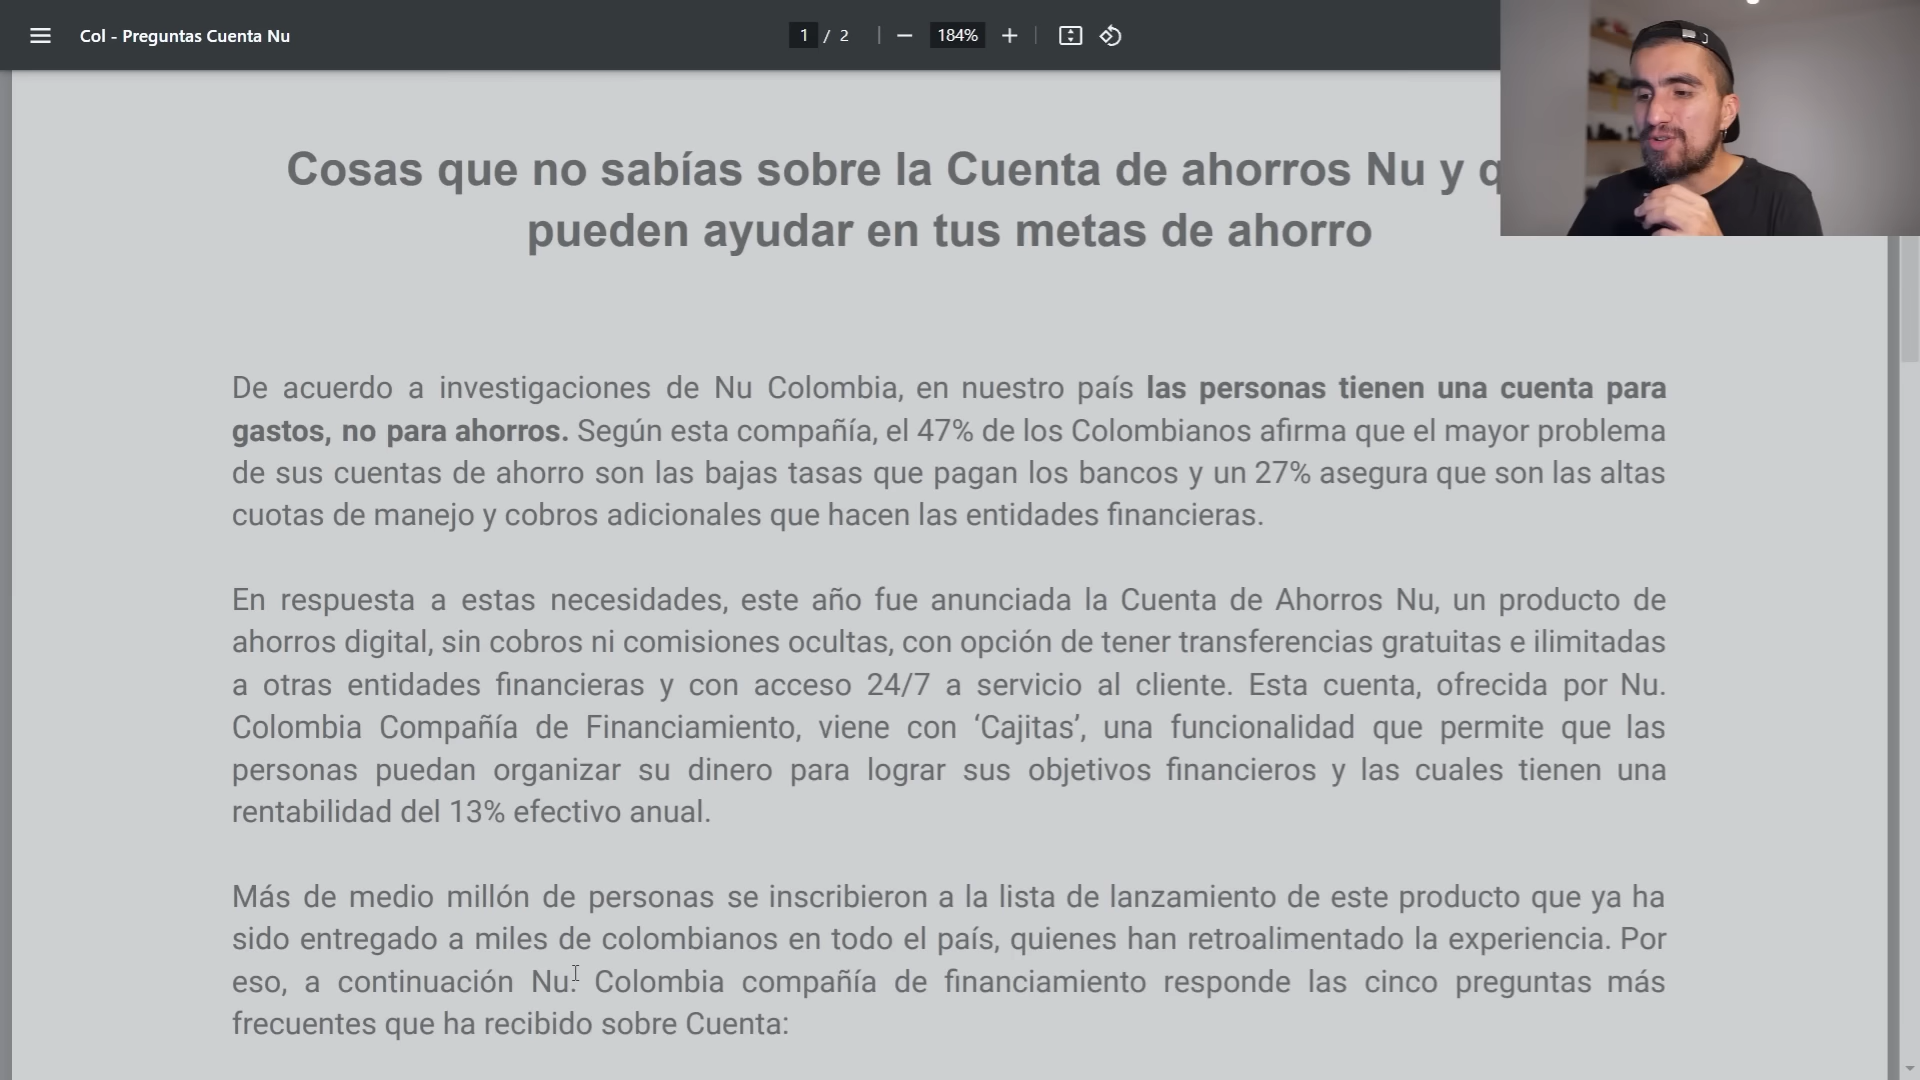 Col - Preguntas Cuenta Nu
1 / 2
184%
Cosas que no sabías sobre la Cuenta de ahorros Nu y
pueden ayudar en tus metas de ahorro
De acuerdo a investigaciones de Nu Colombia, en nuestro país las personas tienen una cuenta para
gastos, no para ahorros. Según esta compañía, el 47% de los Colombianos afirma que el mayor problema
de sus cuentas de ahorro son las bajas tasas que pagan los bancos y un 27% asegura que son las altas
cuotas de manejo y cobros adicionales que hacen las entidades financieras.
En respuesta a estas necesidades, este año fue anunciada la Cuenta de Ahorros Nu, un producto de
ahorros digital, sin cobros ni comisiones ocultas, con opción de tener transferencias gratuitas e ilimitadas
a otras entidades financieras y con acceso 24/7 a servicio al cliente. Esta cuenta, ofrecida por Nu.
Colombia Compañía de Financiamiento, viene con ‘Cajitas’, una funcionalidad que permite que las
personas puedan organizar su dinero para lograr sus objetivos financieros y las cuales tienen una
rentabilidad del 13% efectivo anual.
Más de medio millón de personas se inscribieron a la lista de lanzamiento de este producto que ya ha
sido entregado a miles de colombianos en todo el país, quienes han retroalimentado la experiencia. Por
eso, a continuación Nu. Colombia compañía de financiamiento responde las cinco preguntas más
frecuentes que ha recibido sobre Cuenta: